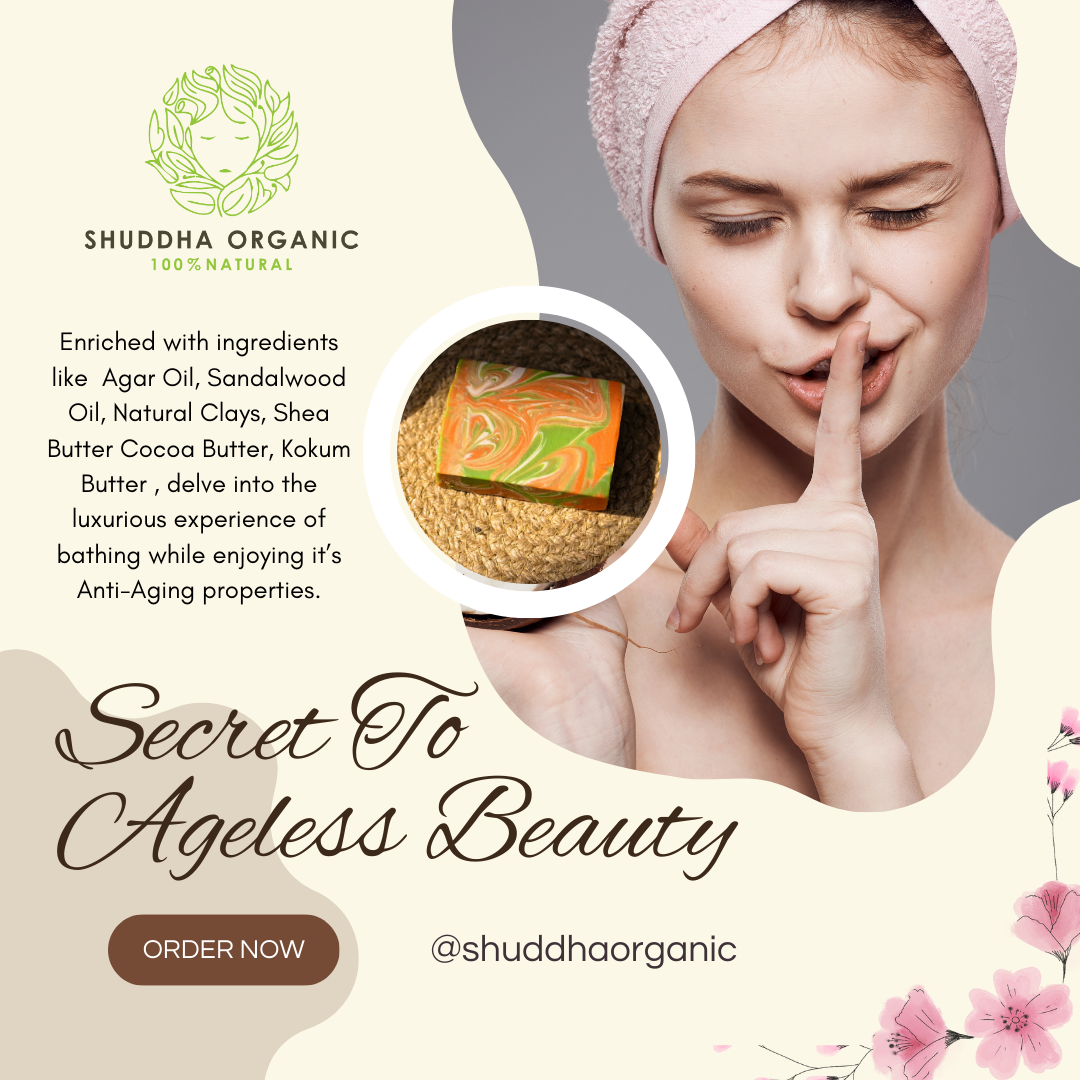 SHUDDHA ORGANIC
100%NATURAL
Enriched with ingredients
like  Agar Oil, Sandalwood
Oil, Natural Clays, Shea
Butter Cocoa Butter, Kokum
Butter , delve into the
luxurious experience of
bathing while enjoying it’s
Anti-Aging properties.
Secret To
Ageless Beauty
ORDER NOW
@shuddhaorganic